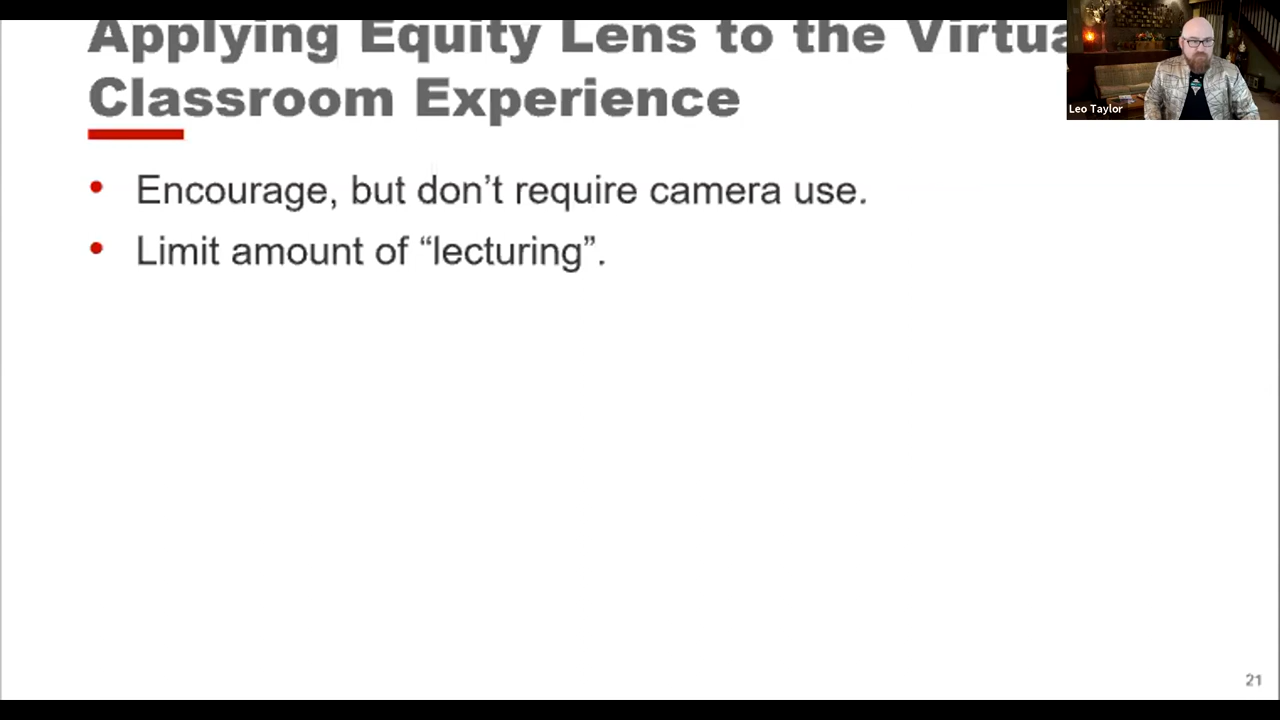 Applying Equity Lens to the Virtua
Classroom Experience
Leo Taylor
• Encourage, but don’t require camera use.
• Limit amount of “lecturing”.
21